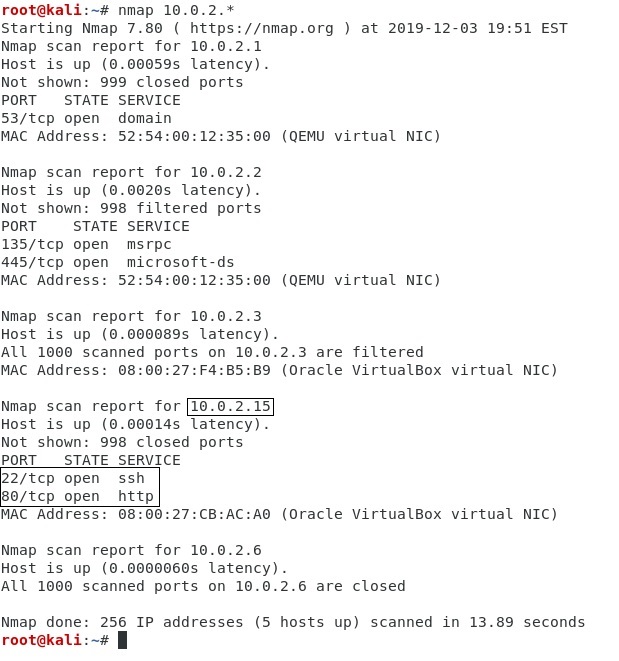 root@kali:~# nmap 10.0.2.*
Starting Nmap 7.80 ( https://nmap.org ) at 2019-12-03 19:51 EST
Nmap scan report for 10.0.2.1
Host is up (0.00059s latency).
Not shown: 999 closed ports
PORT   STATE SERVICE
53/tcp open  domain
MAC Address: 52:54:00:12:35:00 (QEMU virtual NIC)

Nmap scan report for 10.0.2.2
Host is up (0.0020s latency).
Not shown: 998 filtered ports
PORT    STATE SERVICE
135/tcp open  msrpc
445/tcp open  microsoft-ds
MAC Address: 52:54:00:12:35:00 (QEMU virtual NIC)

Nmap scan report for 10.0.2.3
Host is up (0.000089s latency).
All 1000 scanned ports on 10.0.2.3 are filtered
MAC Address: 08:00:27:F4:B5:B9 (Oracle VirtualBox virtual NIC)

Nmap scan report for 10.0.2.15
Host is up (0.00014s latency).
Not shown: 998 closed ports
PORT   STATE SERVICE
22/tcp open  ssh
80/tcp open  http
MAC Address: 08:00:27:CB:AC:A0 (Oracle VirtualBox virtual NIC)

Nmap scan report for 10.0.2.6
Host is up (0.0000060s latency).
All 1000 scanned ports on 10.0.2.6 are closed

Nmap done: 256 IP addresses (5 hosts up) scanned in 13.89 seconds
root@kali:~#